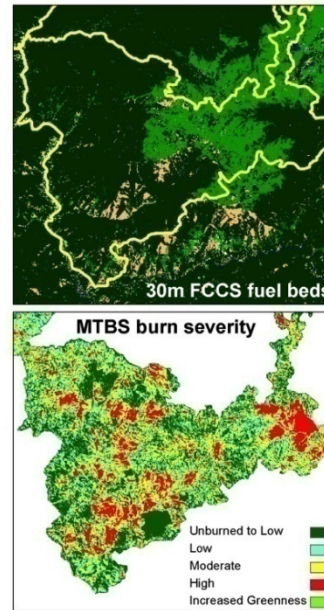 30m FCCS fuel beds
MTBS burn severity
Unburned to Low
Low
Moderate
High
Increased Greenness